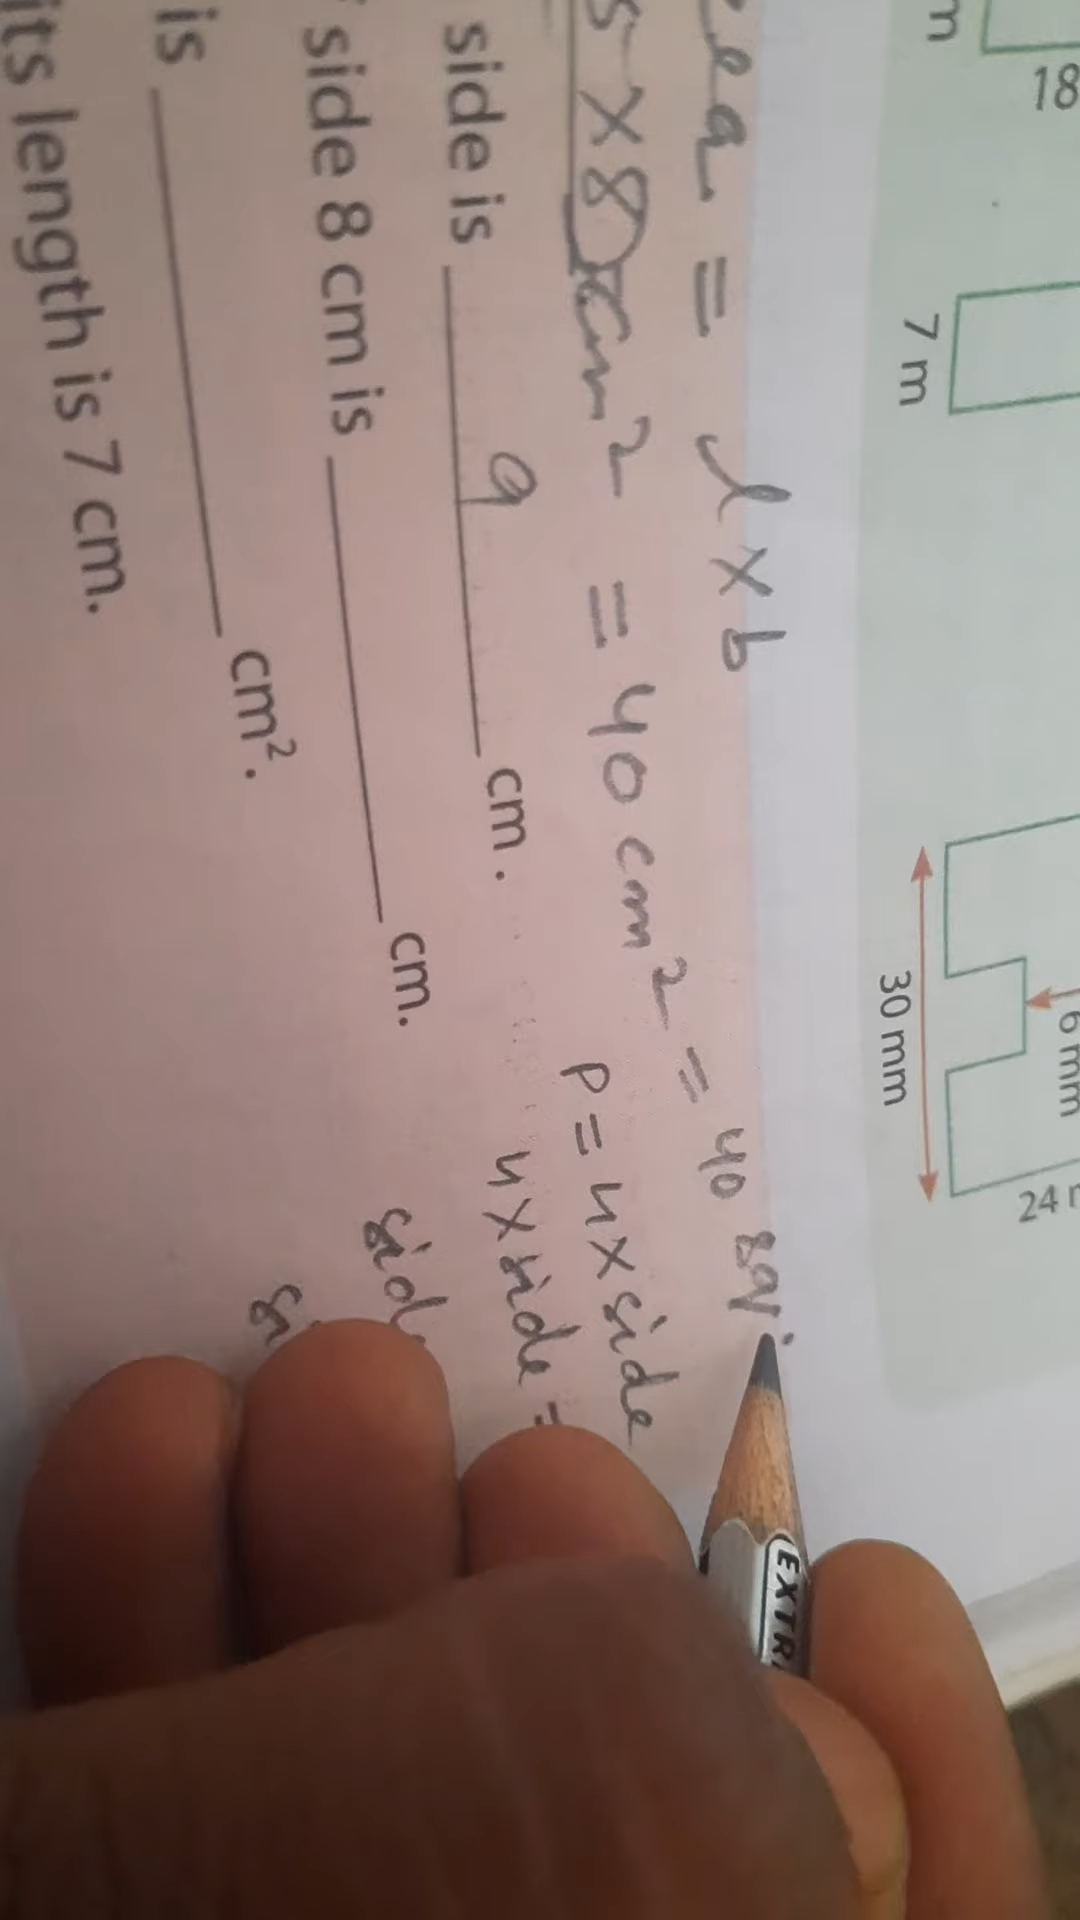 m
18
7 m
6 mm
30 mm
24
= l × b
5 × 8 cm² = 40 cm² = 40 sq.
P = 4 × side
side is 9 cm.
4 × side =
side 8 cm is cm.
is cm².
its length is 7 cm.
EXTR